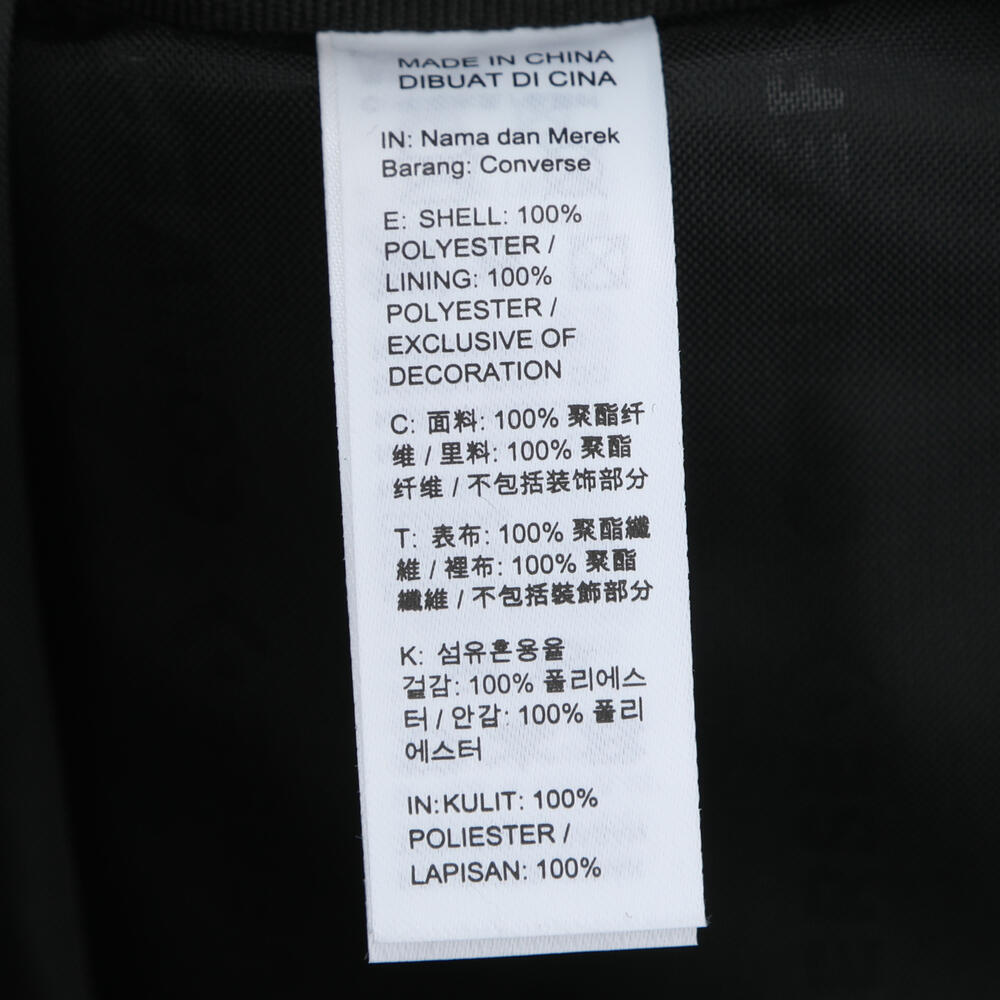 MADE IN CHINA
DIBUAT DI CINA
IN: Nama dan Merek
Barang: Converse
E: SHELL: 100%
POLYESTER /
LINING: 100%
POLYESTER /
EXCLUSIVE OF
DECORATION
C: 面料: 100% 聚酯纤
维 / 里料: 100% 聚酯
纤维 / 不包括装饰部分
T: 表布: 100% 聚酯纖
維 / 裡布: 100% 聚酯
纖維 / 不包括裝飾部分
K: 섬유혼용율
겉감: 100% 폴리에스
터 / 안감: 100% 폴리
에스터
IN:KULIT: 100%
POLIESTER /
LAPISAN: 100%